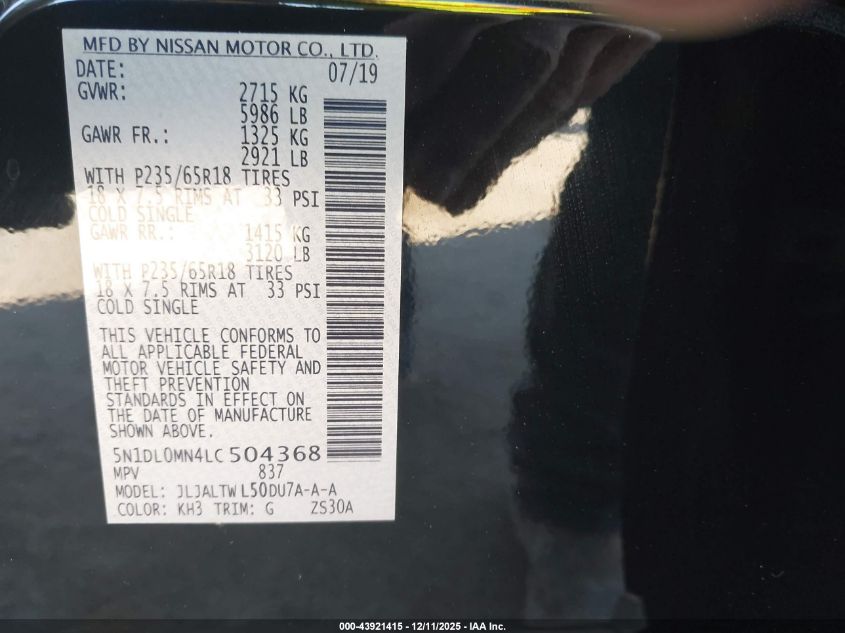 MFD BY NISSAN MOTOR CO., LTD.
DATE: 07/19
GVWR: 2715 KG
5986 LB
GAWR FR.: 1325 KG
2921 LB
WITH P235/65R18 TIRES
18 X 7.5 RIMS AT 33 PSI
COLD SINGLE
GAWR RR.: 1415 KG
3120 LB
WITH P235/65R18 TIRES
18 X 7.5 RIMS AT 33 PSI
COLD SINGLE
THIS VEHICLE CONFORMS TO
ALL APPLICABLE FEDERAL
MOTOR VEHICLE SAFETY AND
THEFT PREVENTION
STANDARDS IN EFFECT ON
THE DATE OF MANUFACTURE
SHOWN ABOVE.
5N1DL0MN4LC504368
MPV 837
MODEL: JLJALTWL50DU7A-A-A
COLOR: KH3 TRIM: G ZS30A
000-43921415 - 12/11/2025 - IAA Inc.